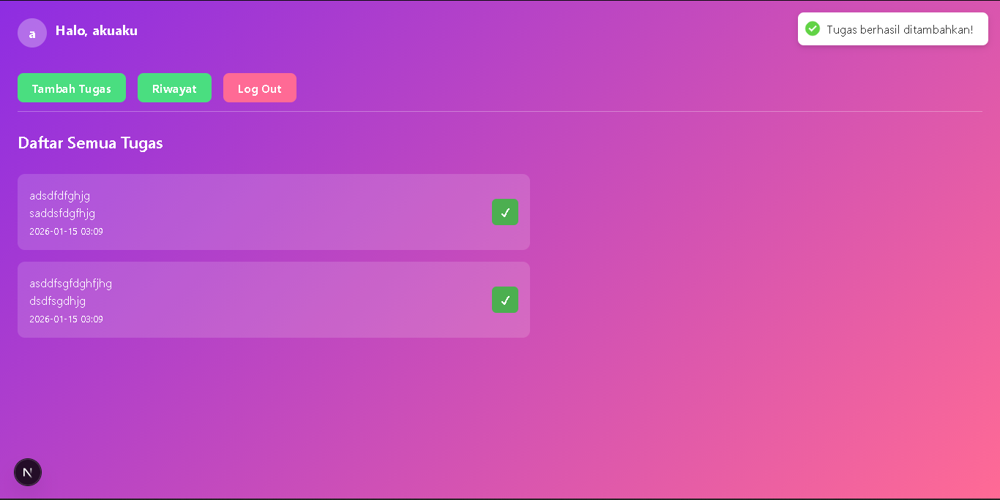 a
Halo, akuaku
Tugas berhasil ditambahkan!
Tambah Tugas
Riwayat
Log Out
Daftar Semua Tugas
adsdfdfghjg
saddsfdgfhjg
2026-01-15 03:09
asddfsgfdghfjhg
dsdfsgdhjg
2026-01-15 03:09
N